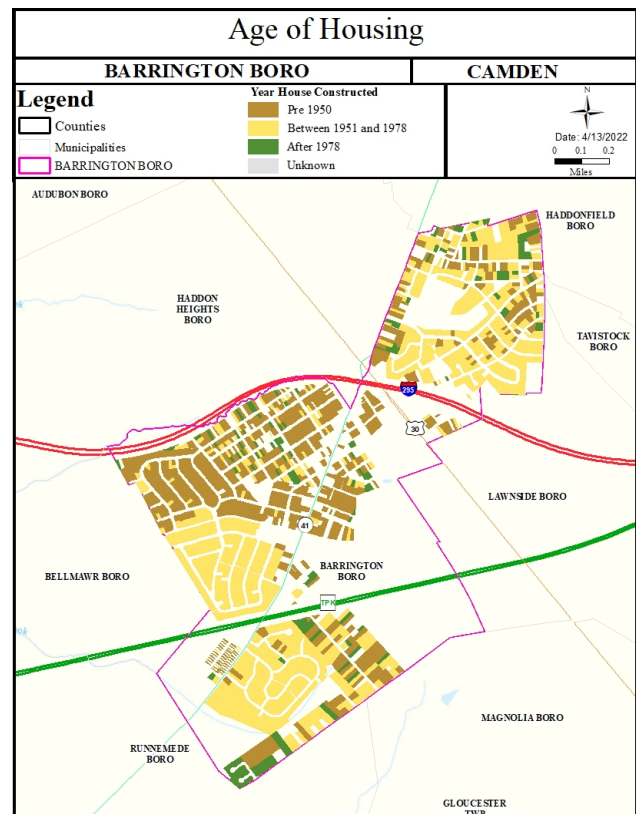 Age of Housing
BARRINGTON BORO
CAMDEN
Legend
Counties
Municipalities
BARRINGTON BORO
Year House Constructed
Pre 1950
Between 1951 and 1978
After 1978
Unknown
N
Date: 4/13/2022
0 0.1 0.2
Miles
AUDUBON BORO
HADDONFIELD
BORO
HADDON
HEIGHTS
BORO
TAVISTOCK
BORO
295
30
LAWNSIDE BORO
41
BELLMAWR BORO
BARRINGTON
BORO
TPK
MAGNOLIA BORO
RUNNEMEDE
BORO
GLOUCESTER
TWP